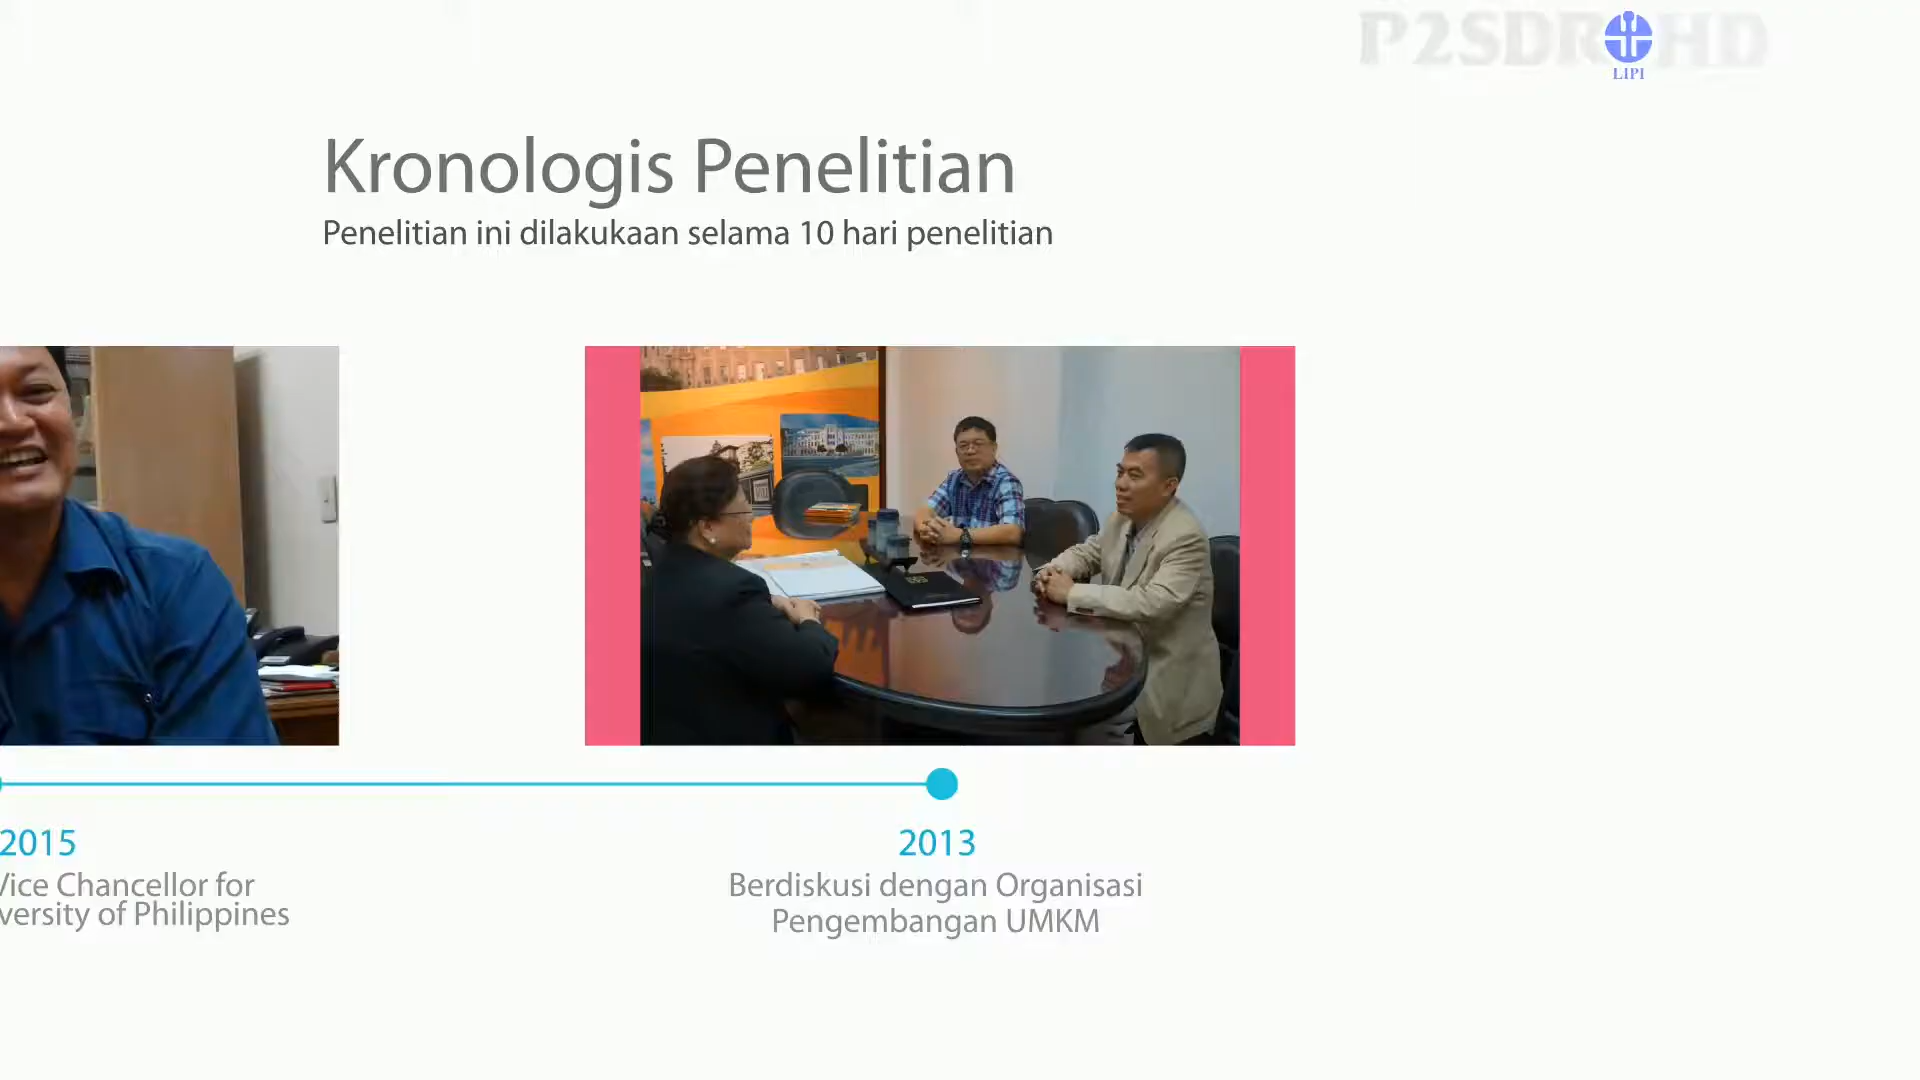 P2SDR HD
LIPI
Kronologis Penelitian
Penelitian ini dilakukaan selama 10 hari penelitian
2015
Vice Chancellor for
versity of Philippines
2013
Berdiskusi dengan Organisasi
Pengembangan UMKM